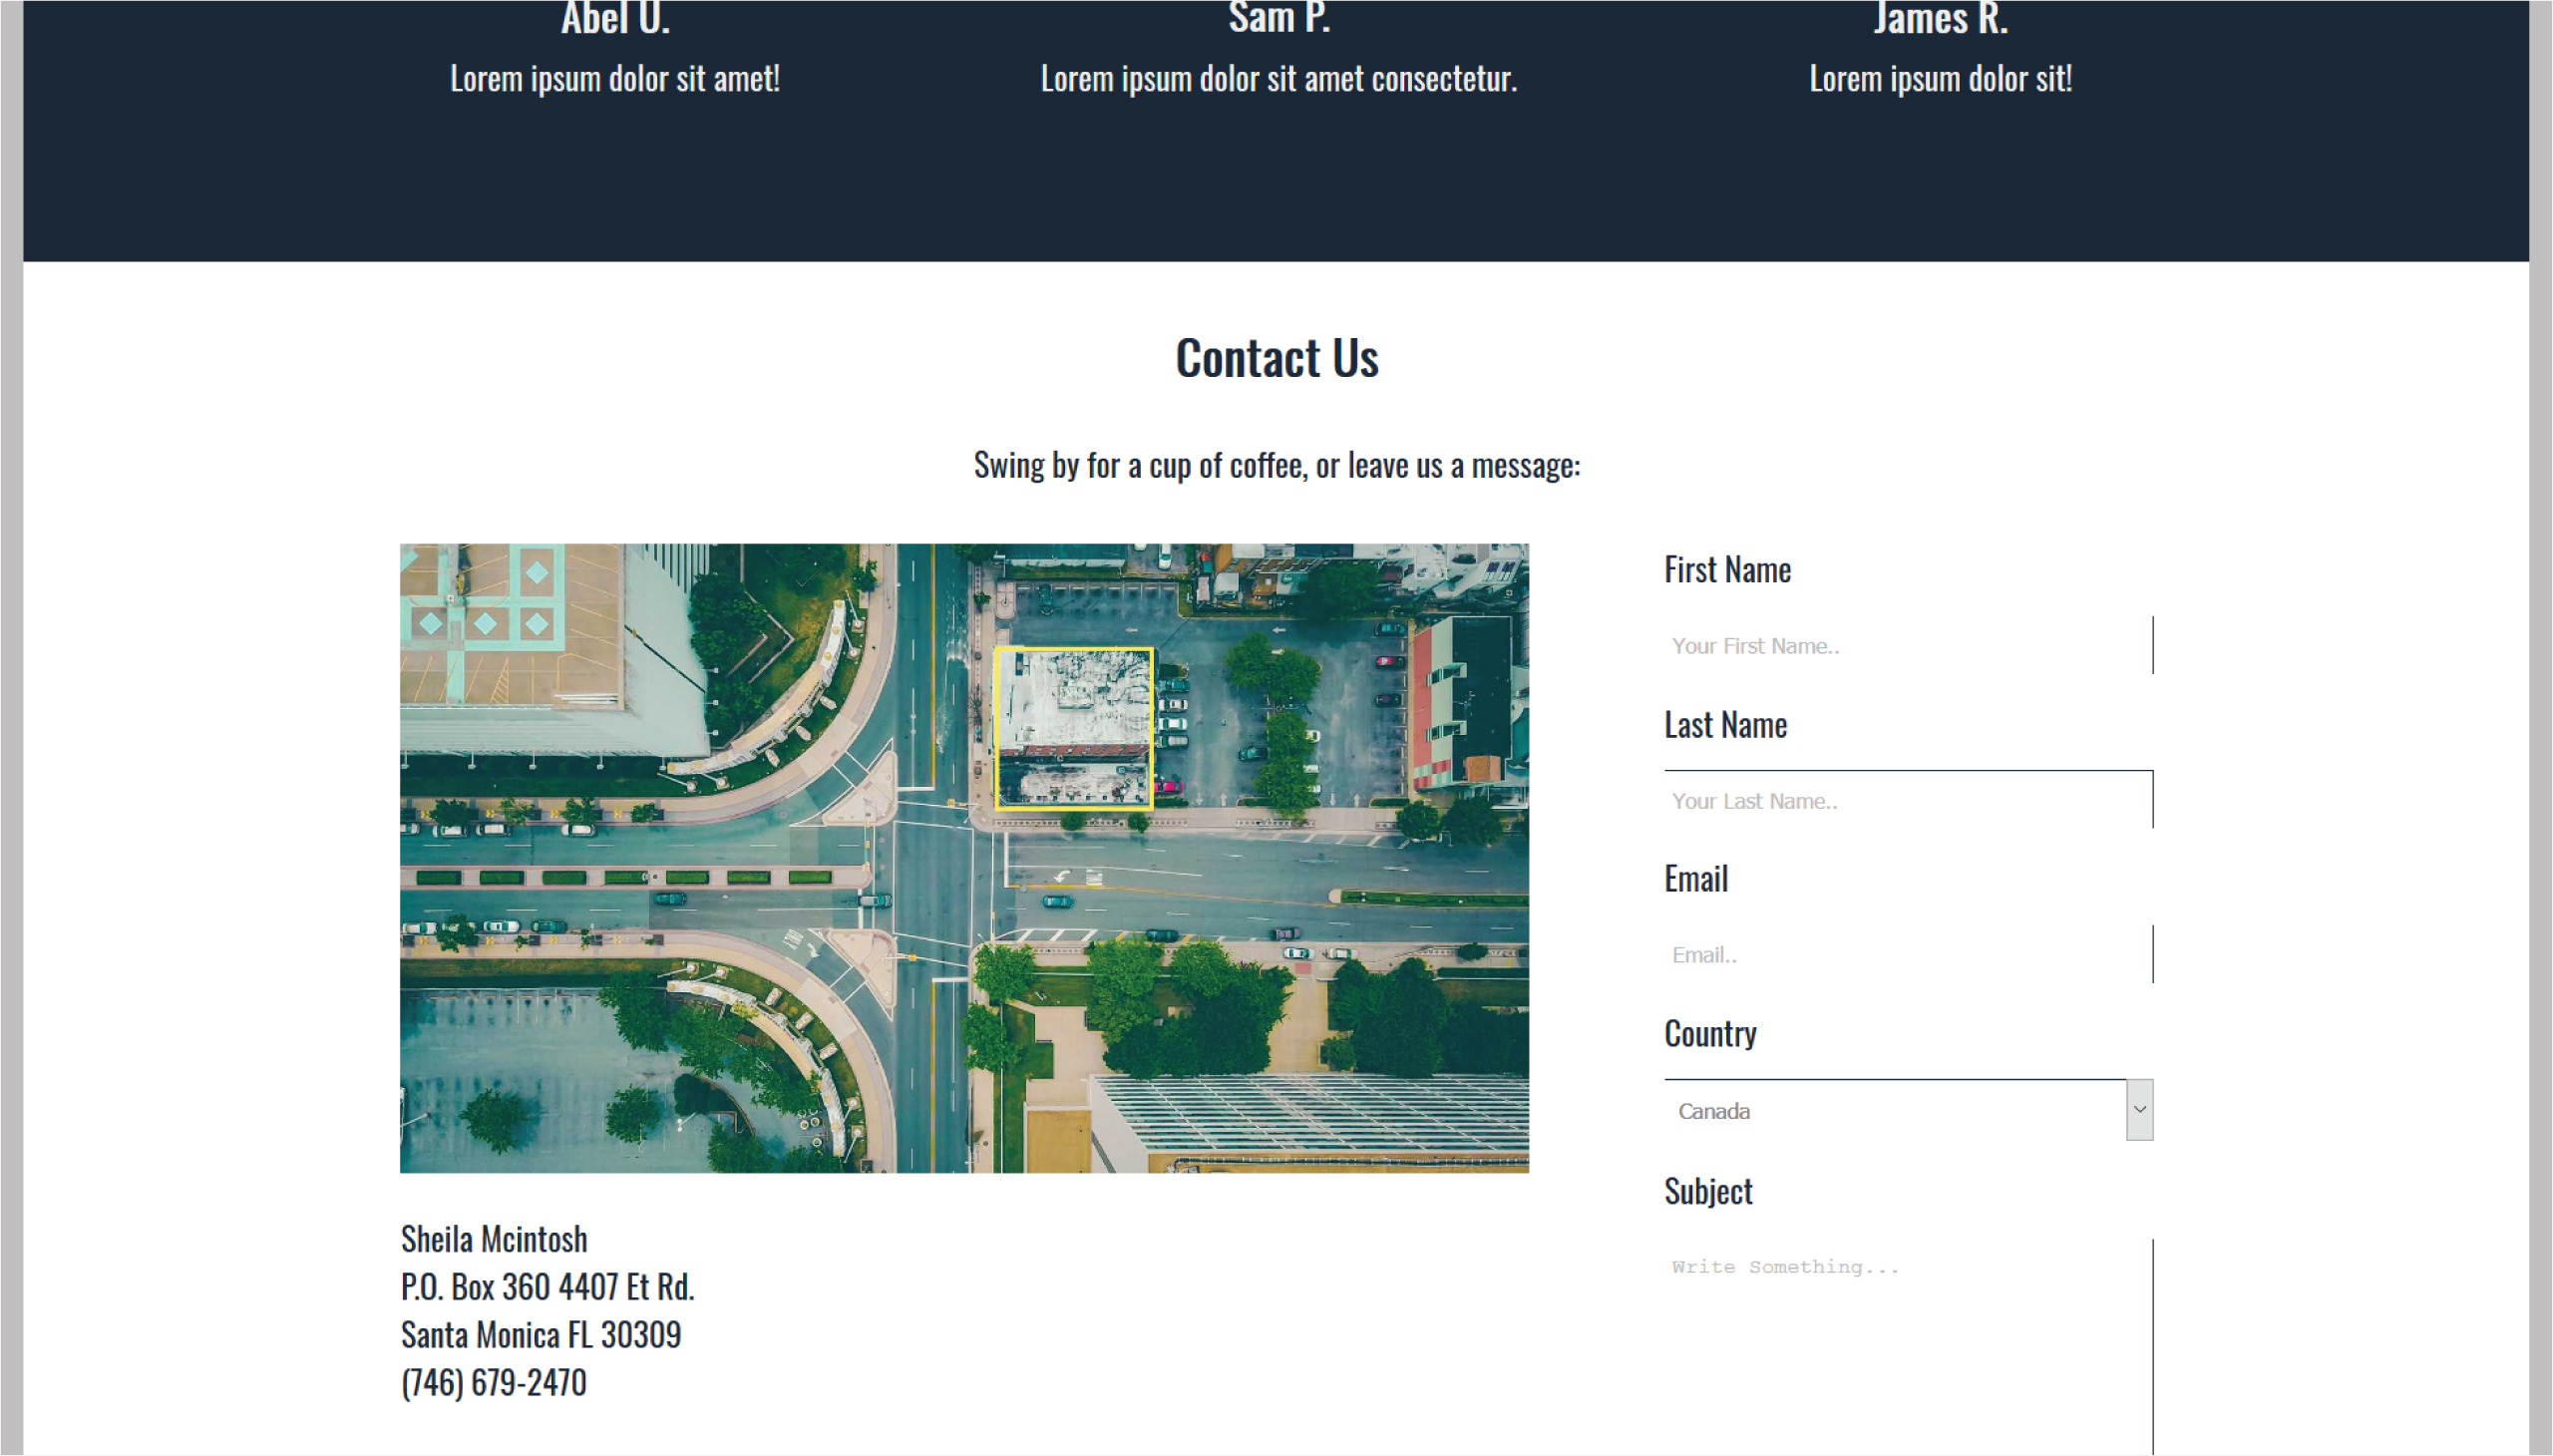 Abel U.
Lorem ipsum dolor sit amet!
Sam P.
Lorem ipsum dolor sit amet consectetur.
James R.
Lorem ipsum dolor sit!
Contact Us
Swing by for a cup of coffee, or leave us a message:
Sheila Mcintosh
P.O. Box 360 4407 Et Rd.
Santa Monica FL 30309
(746) 679-2470
First Name
Your First Name..
Last Name
Your Last Name..
Email
Email..
Country
Canada
Subject
Write Something...